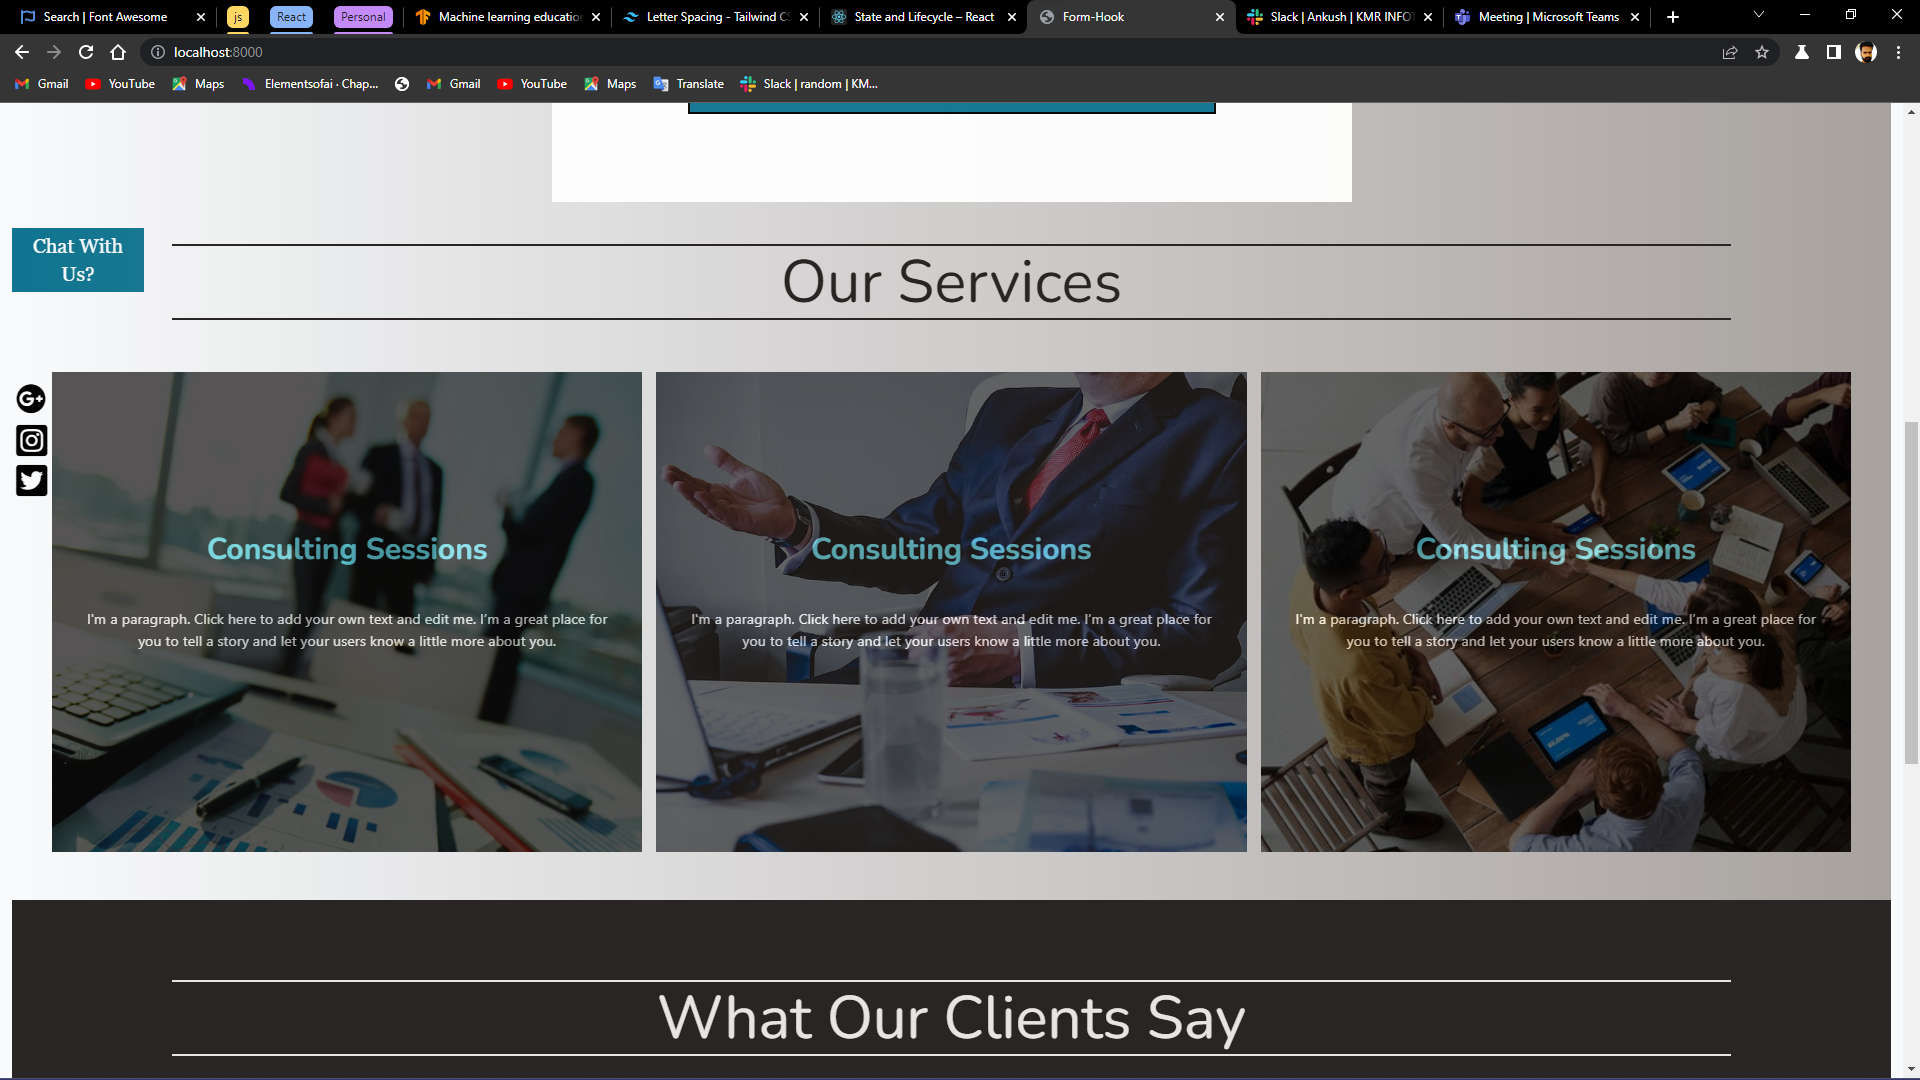 Search | Font Awesome
js
React
Personal
Machine learning education
Letter Spacing - Tailwind CS
State and Lifecycle – React
Form-Hook
Slack | Ankush | KMR INFO
Meeting | Microsoft Teams
localhost:8000
Gmail
YouTube
Maps
Elementsofai · Chap...
Gmail
YouTube
Maps
Translate
Slack | random | KM...
Chat With
Us?
Our Services
Consulting Sessions
I'm a paragraph. Click here to add your own text and edit me. I'm a great place for
you to tell a story and let your users know a little more about you.
Consulting Sessions
I'm a paragraph. Click here to add your own text and edit me. I'm a great place for
you to tell a story and let your users know a little more about you.
Consulting Sessions
I'm a paragraph. Click here to add your own text and edit me. I'm a great place for
you to tell a story and let your users know a little more about you.
What Our Clients Say